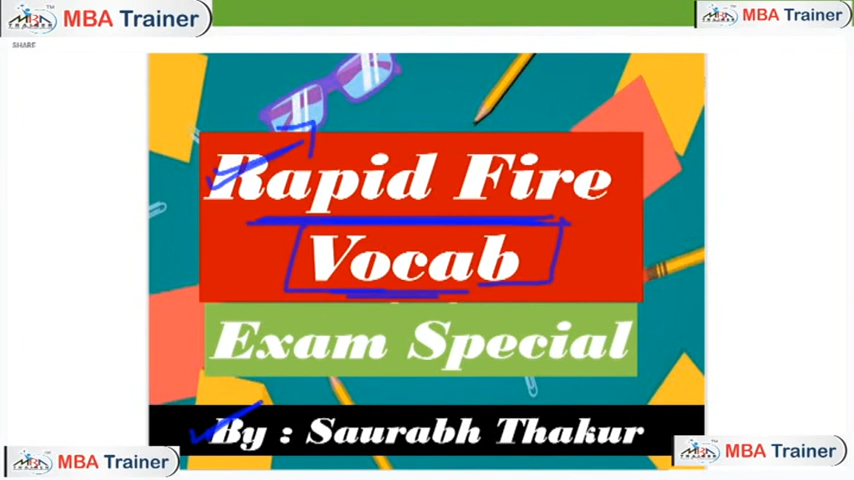 MBA Trainer
MBA Trainer
SHARE
Rapid Fire
Vocab
Exam Special
By : Saurabh Thakur
MBA Trainer
MBA Trainer